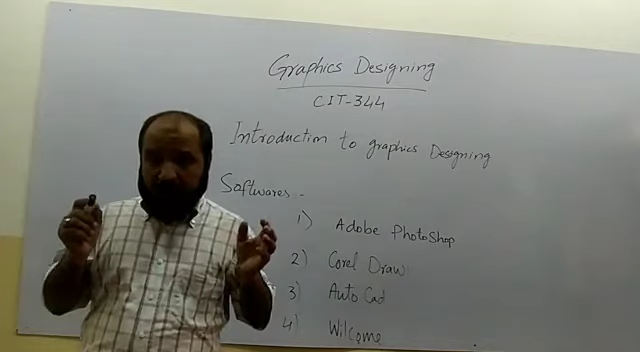 Graphics Designing
CIT-344
Introduction to graphics Designing
Softwares -
1) Adobe PhotoShop
2) Corel Draw
3) Auto Cad
4) Wilcome